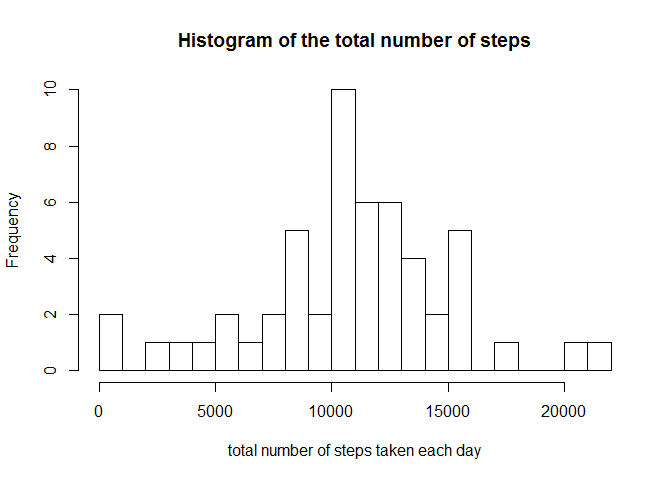 Histogram of the total number of steps
Frequency
10
8
6
4
2
0
0 5000 10000 15000 20000
total number of steps taken each day